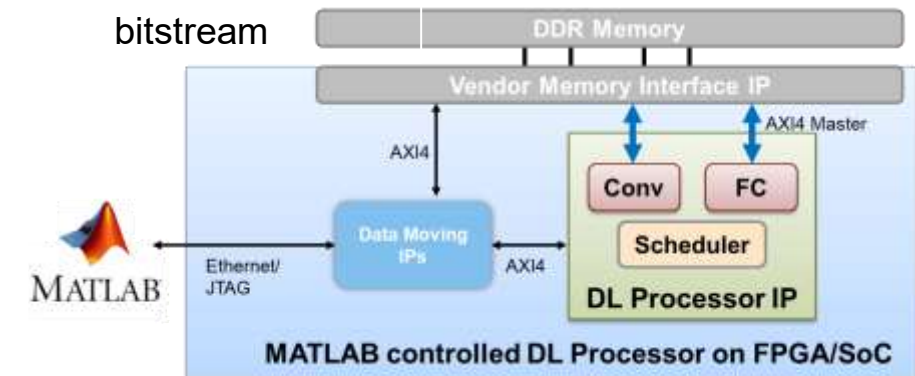 bitstream
DDR Memory
Vendor Memory Interface IP
AXI4 Master
AXI4
Conv
FC
Data Moving
IPs
Scheduler
MATLAB
Ethernet/
JTAG
AXI4
DL Processor IP
MATLAB controlled DL Processor on FPGA/SoC